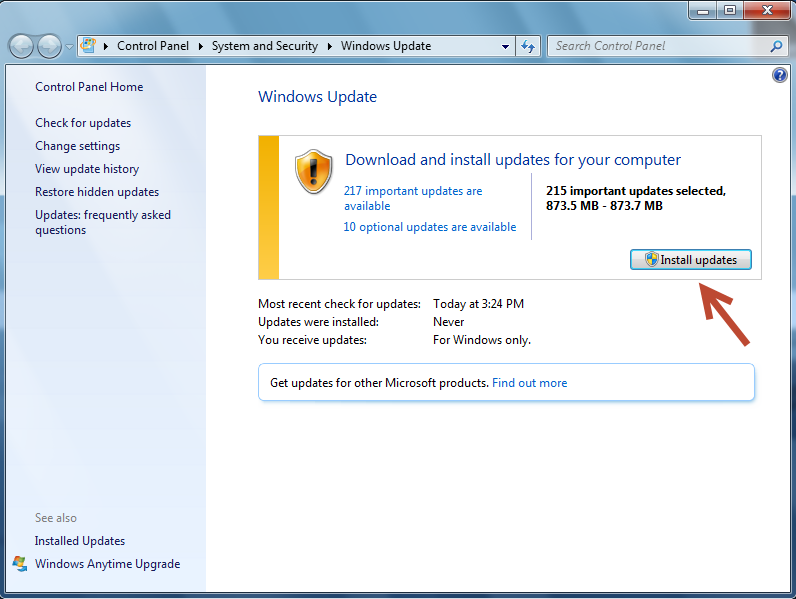 Control Panel System and Security Windows Update
Search Control Panel
Control Panel Home
Check for updates
Change settings
View update history
Restore hidden updates
Updates: frequently asked
questions
See also
Installed Updates
Windows Anytime Upgrade
Windows Update
Download and install updates for your computer
217 important updates are
available
10 optional updates are available
215 important updates selected,
873.5 MB - 873.7 MB
Install updates
Most recent check for updates: Today at 3:24 PM
Updates were installed: Never
You receive updates: For Windows only.
Get updates for other Microsoft products. Find out more